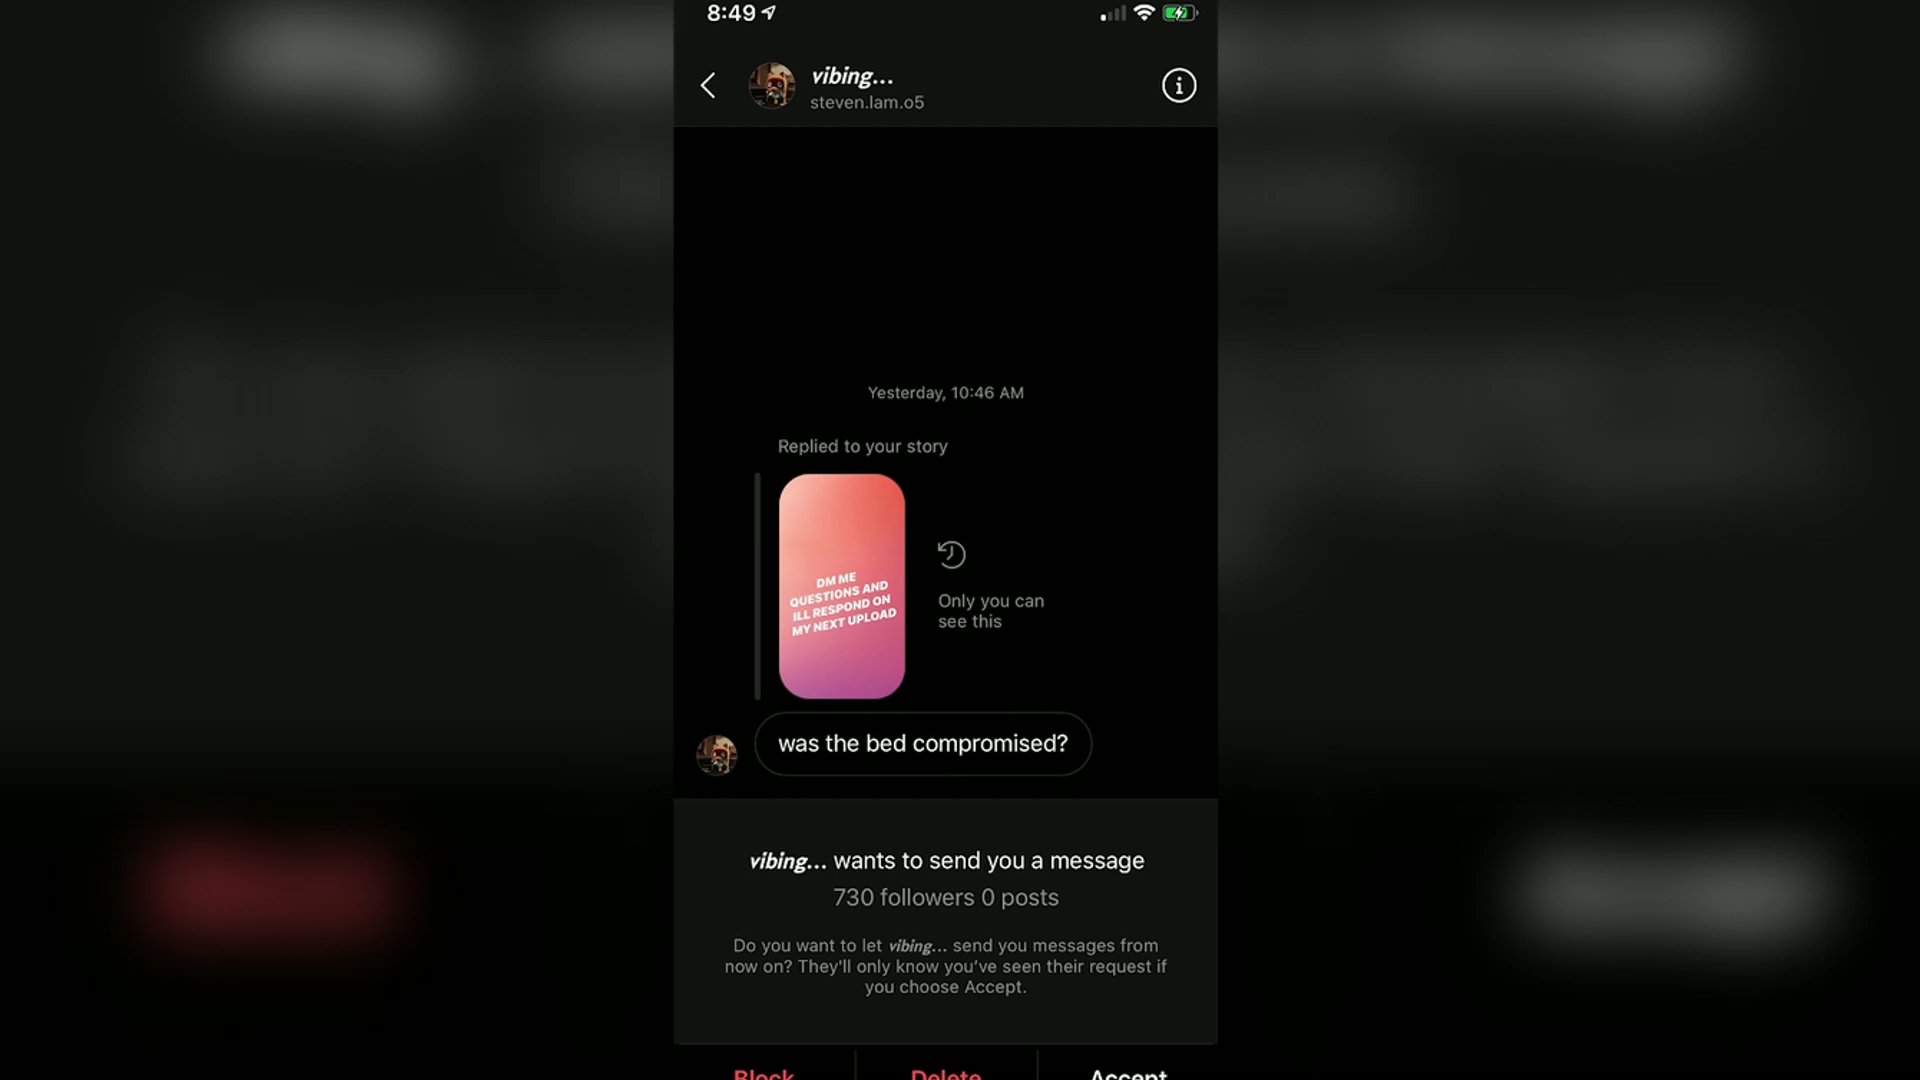 8:49
vibing...
steven.lam.o5
Yesterday, 10:46 AM
Replied to your story
DM ME
QUESTIONS AND
ILL RESPOND ON
MY NEXT UPLOAD
Only you can
see this
was the bed compromised?
vibing... wants to send you a message
730 followers 0 posts
Do you want to let vibing... send you messages from
now on? They'll only know you've seen their request if
you choose Accept.
Block
Delete
Accept